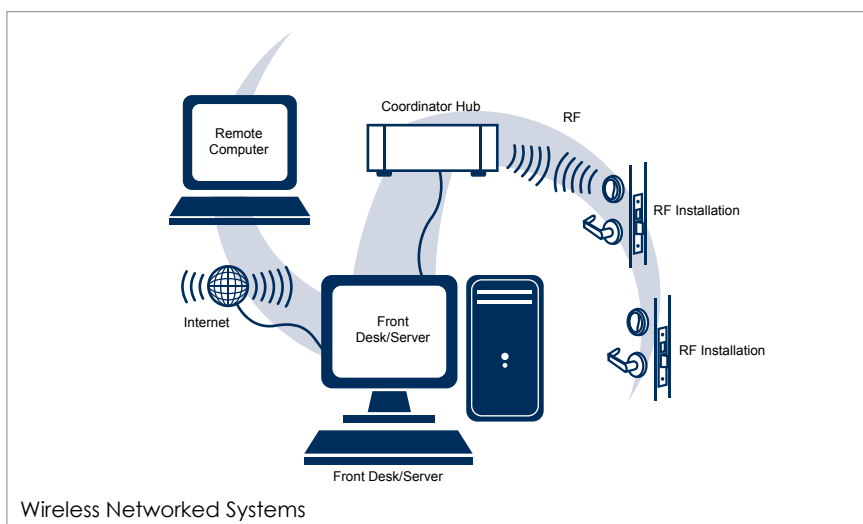 Coordinator Hub
RF
Remote
Computer
RF Installation
Internet
Front
Desk/Server
RF Installation
Front Desk/Server
Wireless Networked Systems